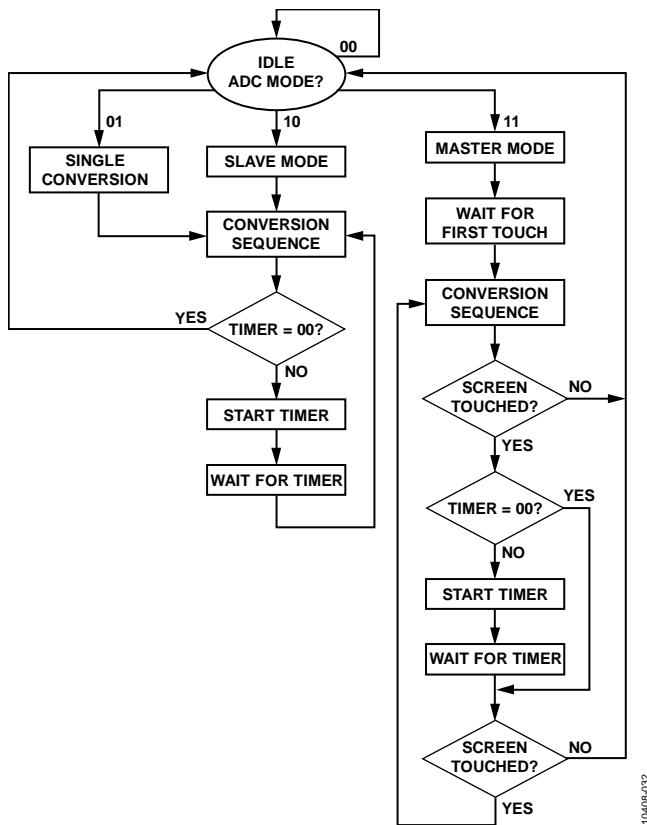 00
IDLE
ADC MODE?
01
10
11
SINGLE
CONVERSION
SLAVE MODE
MASTER MODE
CONVERSION
SEQUENCE
WAIT FOR
FIRST TOUCH
YES
TIMER = 00?
NO
START TIMER
WAIT FOR TIMER
CONVERSION
SEQUENCE
SCREEN
TOUCHED?
NO
YES
TIMER = 00?
YES
NO
START TIMER
WAIT FOR TIMER
SCREEN
TOUCHED?
NO
YES
10408-032